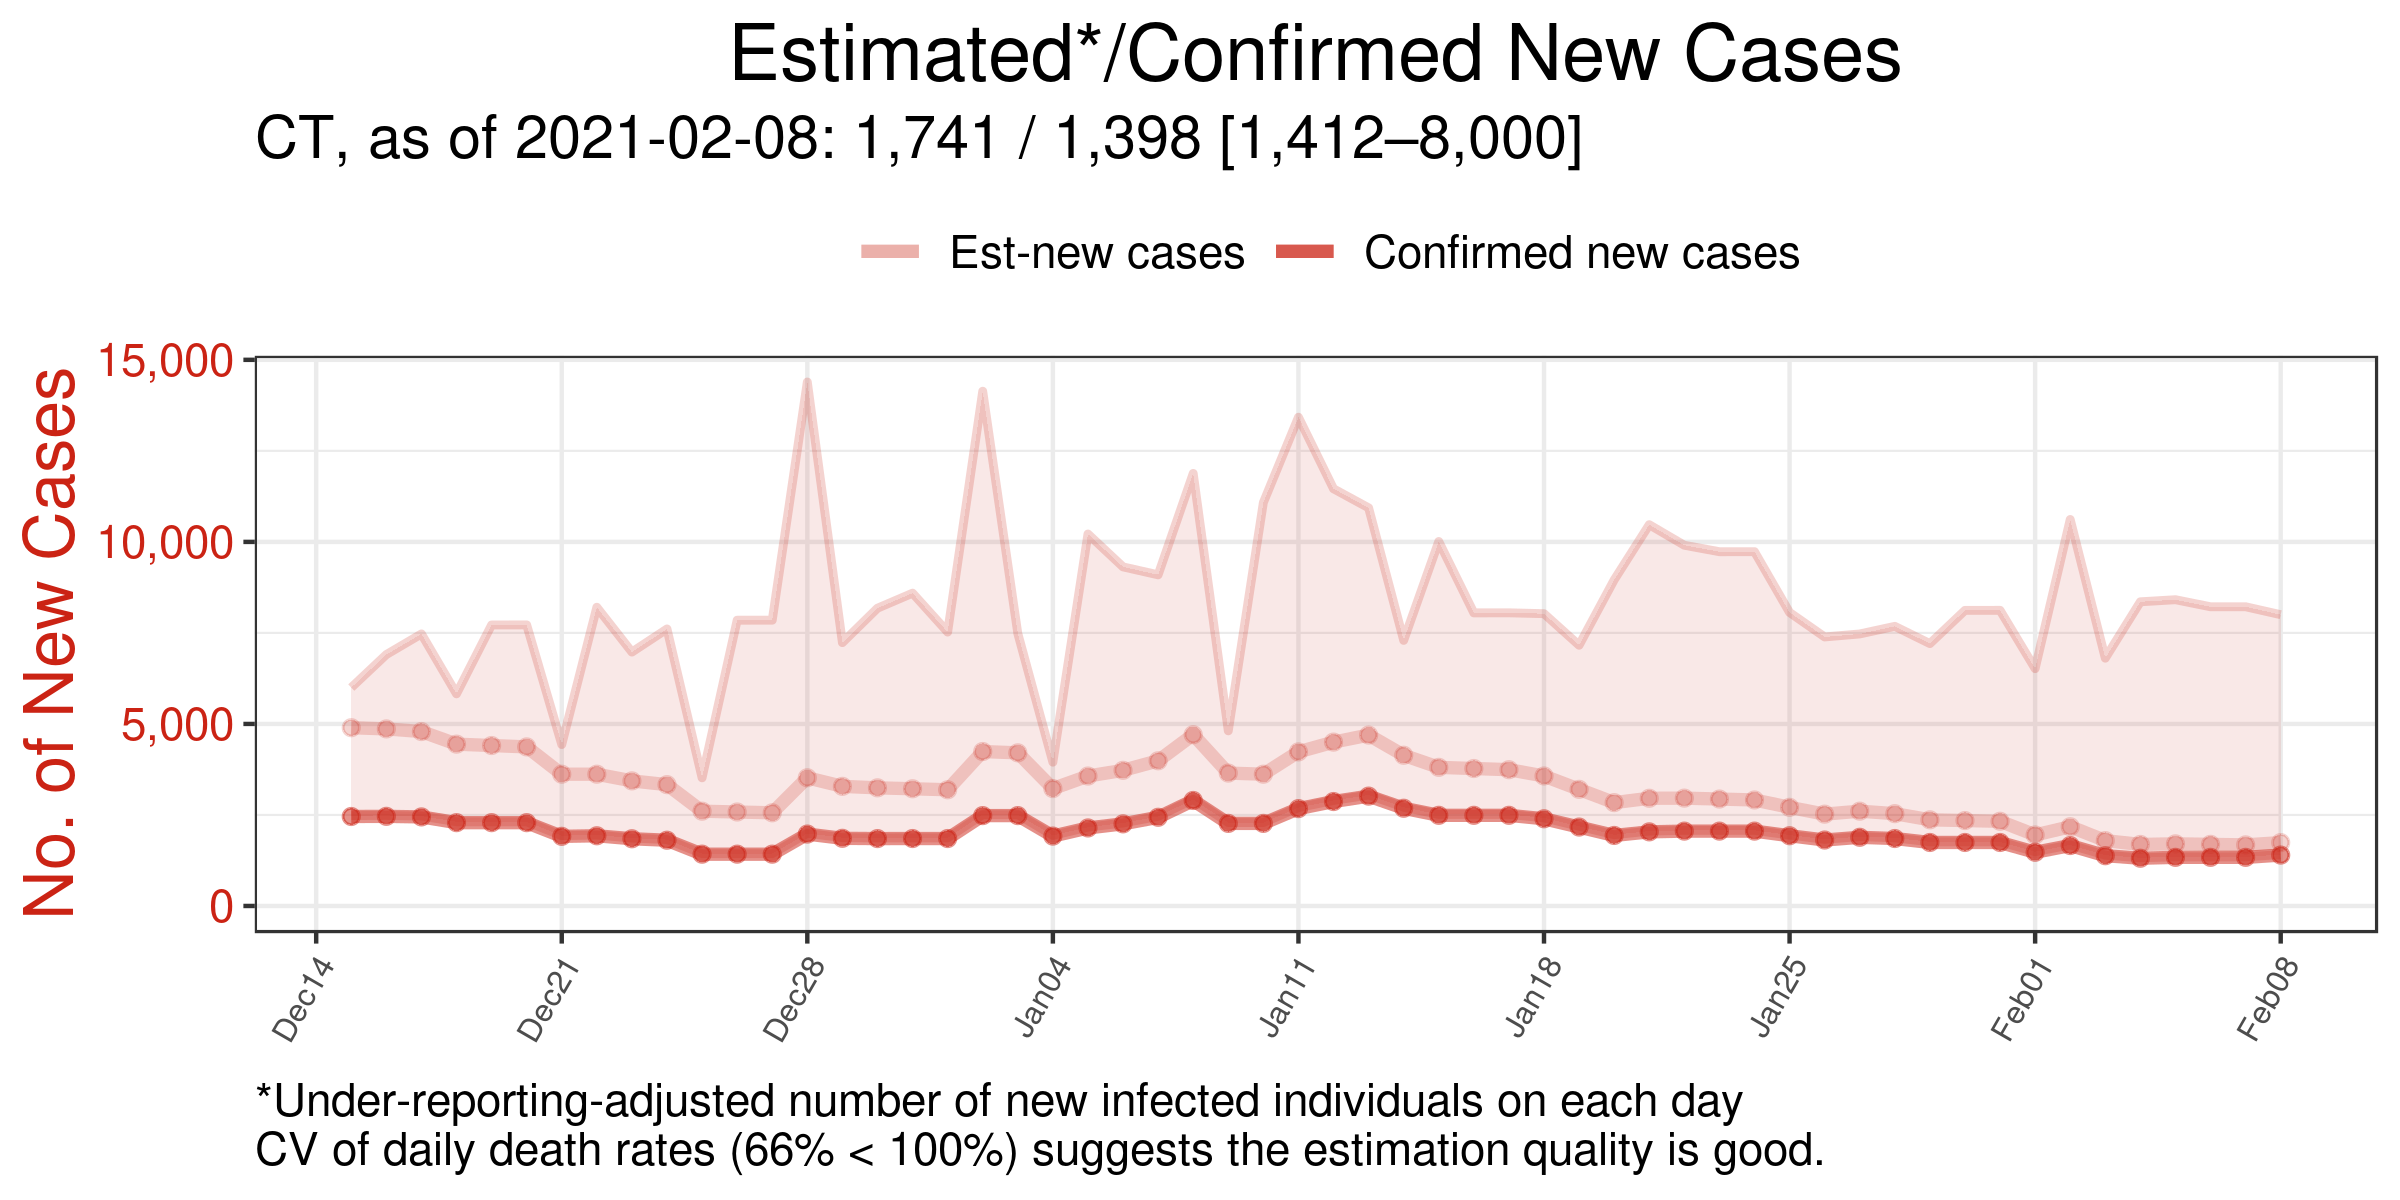 Estimated*/Confirmed New Cases
CT, as of 2021-02-08: 1,741 / 1,398 [1,412–8,000]
Est-new cases Confirmed new cases
No. of New Cases
15,000
10,000
5,000
0
Dec14 Dec21 Dec28 Jan04 Jan11 Jan18 Jan25 Feb01 Feb08
*Under-reporting-adjusted number of new infected individuals on each day
CV of daily death rates (66% < 100%) suggests the estimation quality is good.